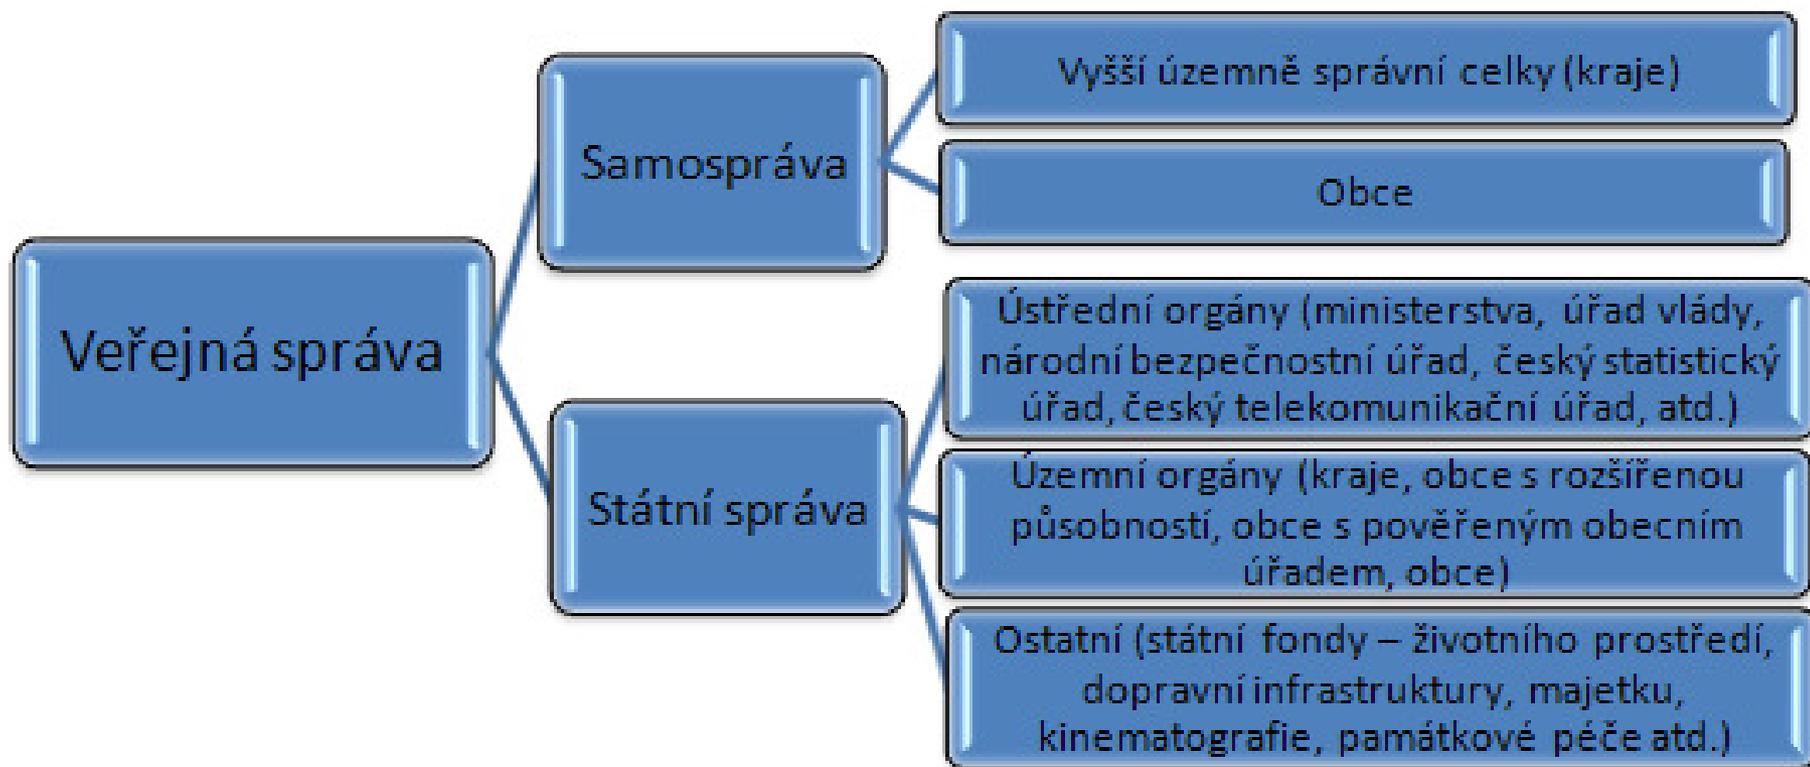 Veřejná správa
Samospráva
Vyšší územně správní celky (kraje)
Obce
Státní správa
Ústřední orgány (ministerstva, úřad vlády,
národní bezpečnostní úřad, český statistický
úřad, český telekomunikační úřad, atd.)
Územní orgány (kraje, obce s rozšířenou
působností, obce s pověřeným obecním
úřadem, obce)
Ostatní (státní fondy – životního prostředí,
dopravní infrastruktury, majetku,
kinematografie, památkové péče atd.)